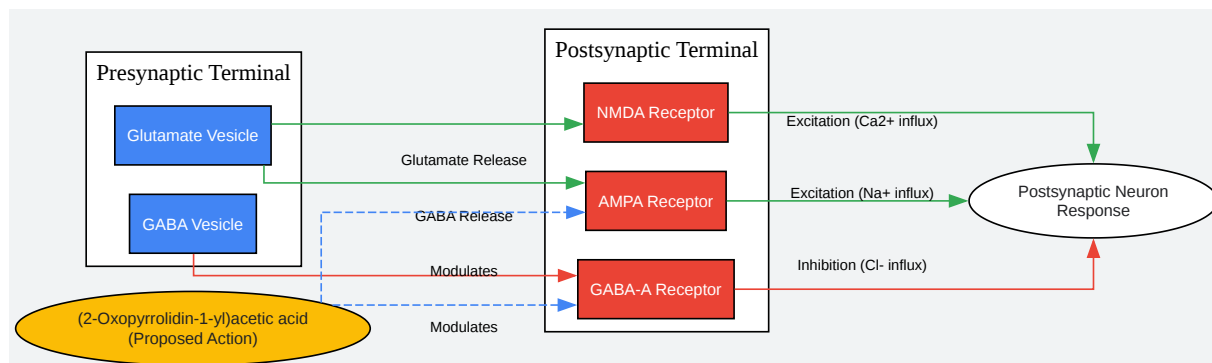 Presynaptic Terminal
Glutamate Vesicle
GABA Vesicle
(2-Oxopyrrolidin-1-yl)acetic acid
(Proposed Action)
Glutamate Release
GABA Release
Modulates
Modulates
Postsynaptic Terminal
NMDA Receptor
AMPA Receptor
GABA-A Receptor
Excitation (Ca2+ influx)
Excitation (Na+ influx)
Inhibition (Cl- influx)
Postsynaptic Neuron
Response